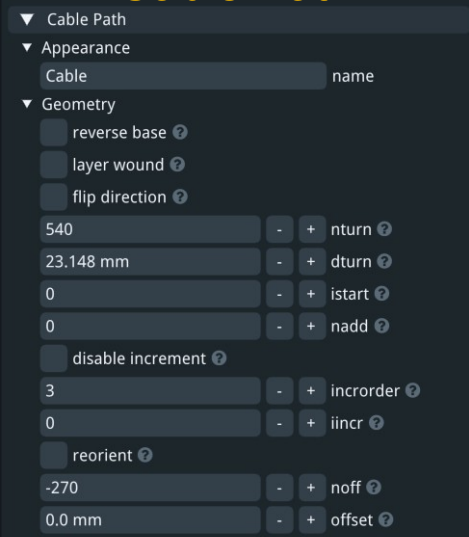 Cable Path
Appearance
Cable name
Geometry
reverse base ?
layer wound ?
flip direction ?
540 - + nturn ?
23.148 mm - + dturn ?
0 - + istart ?
0 - + nadd ?
disable increment ?
3 - + incrorder ?
0 - + iincr ?
reorient ?
-270 - + noff ?
0.0 mm - + offset ?